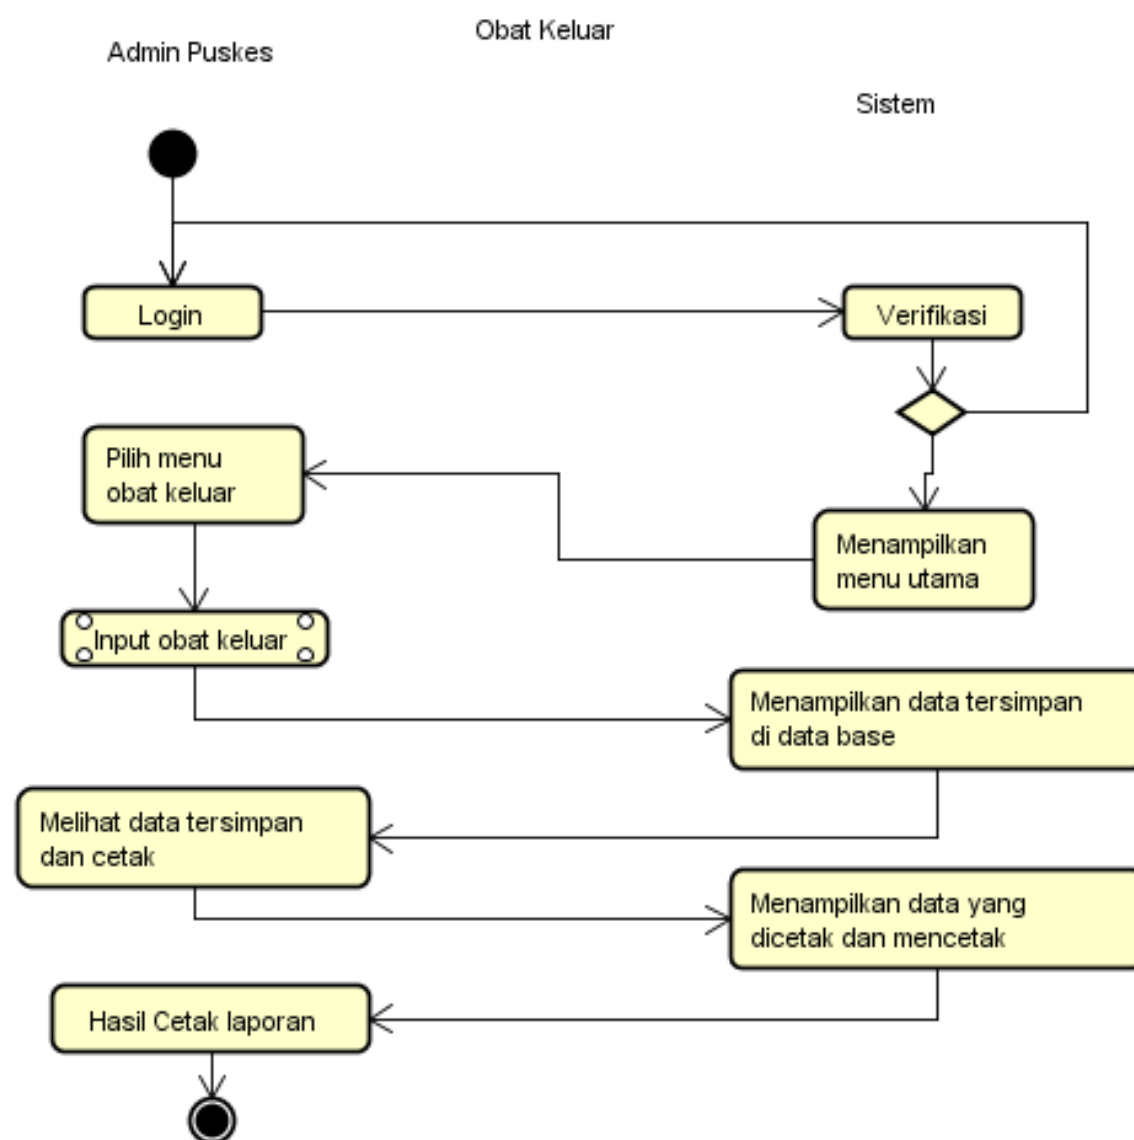 Obat Keluar
Admin Puskes
Sistem
Login
Verifikasi
Pilih menu
obat keluar
Menampilkan
menu utama
Input obat keluar
Menampilkan data tersimpan
di data base
Melihat data tersimpan
dan cetak
Menampilkan data yang
dicetak dan mencetak
Hasil Cetak laporan